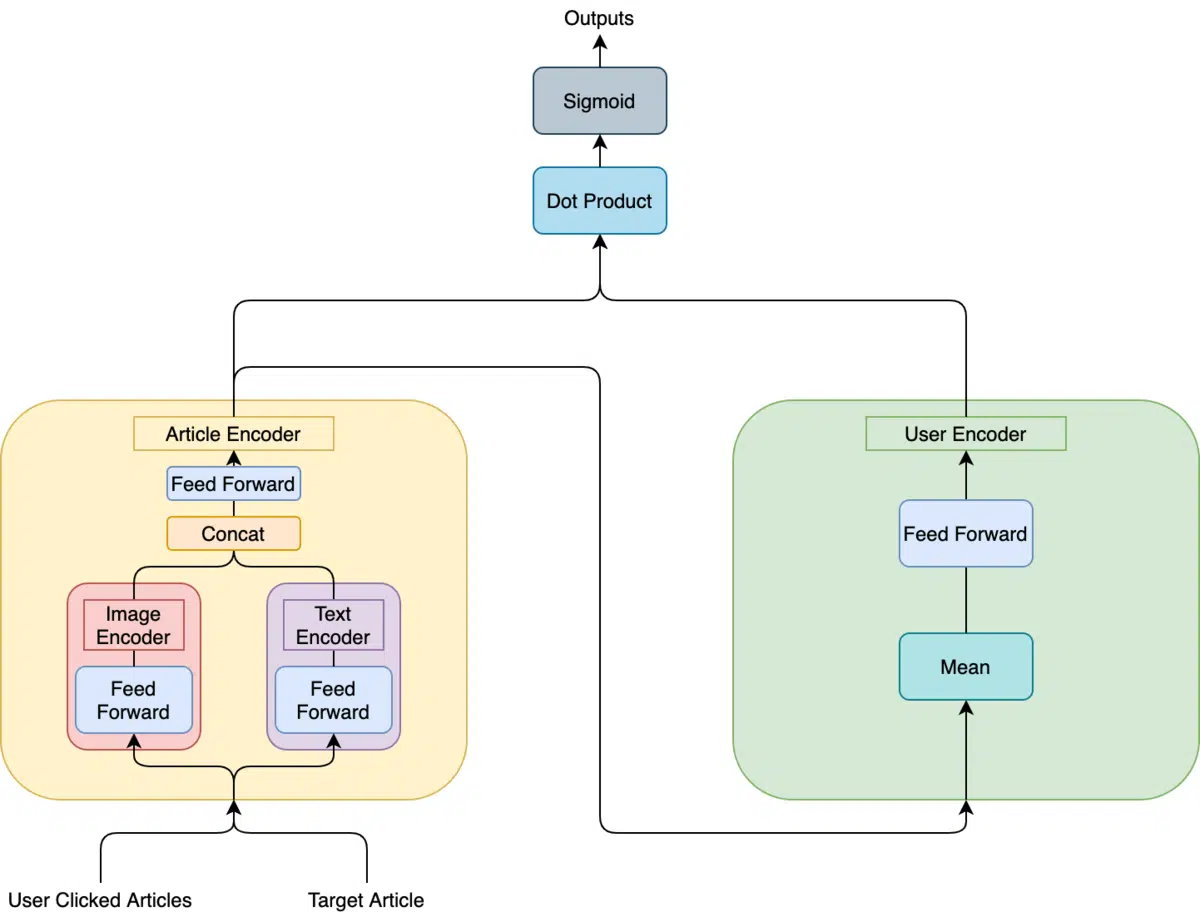 Outputs
Sigmoid
Dot Product
Article Encoder
Feed Forward
Concat
Image
Encoder
Feed
Forward
Text
Encoder
Feed
Forward
User Encoder
Feed Forward
Mean
User Clicked Articles
Target Article